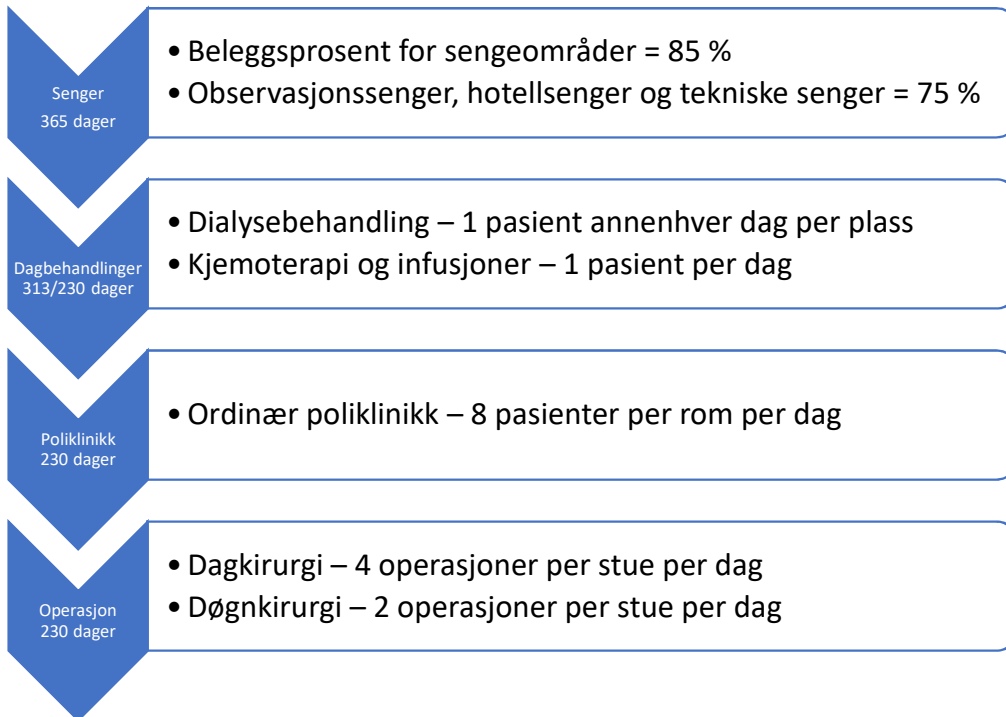 Senger
365 dager
• Beleggsprosent for sengeområder = 85 %
• Observasjonssenger, hotellsenger og tekniske senger = 75 %
Dagbehandlinger
313/230 dager
• Dialysebehandling – 1 pasient annenhver dag per plass
• Kjemoterapi og infusjoner – 1 pasient per dag
Poliklinikk
230 dager
• Ordinær poliklinikk – 8 pasienter per rom per dag
Operasjon
230 dager
• Dagkirurgi – 4 operasjoner per stue per dag
• Døgnkirurgi – 2 operasjoner per stue per dag